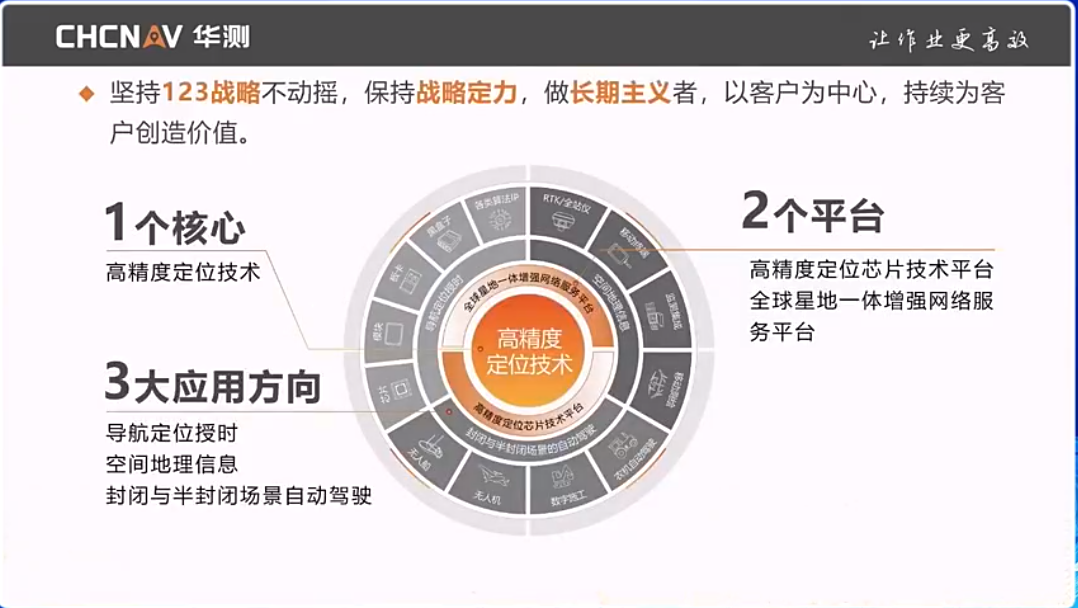 CHCNAV 华测
让作业更高效
坚持123战略不动摇，保持战略定力，做长期主义者，以客户为中心，持续为客
户创造价值。
1个核心
高精度定位技术
2个平台
高精度定位芯片技术平台
全球星地一体增强网络服
务平台
3大应用方向
导航定位授时
空间地理信息
封闭与半封闭场景自动驾驶
高精度
定位技术
全球星地一体增强网络服务平台
高精度定位芯片技术平台
导航定位授时
空间地理信息
封闭与半封闭场景的自动驾驶
芯片
模块
板卡
黑盒子
各类算法IP
RTK/全站仪
移动终端
监测集成
移动测绘
农机自动驾驶
数字施工
无人机
无人船